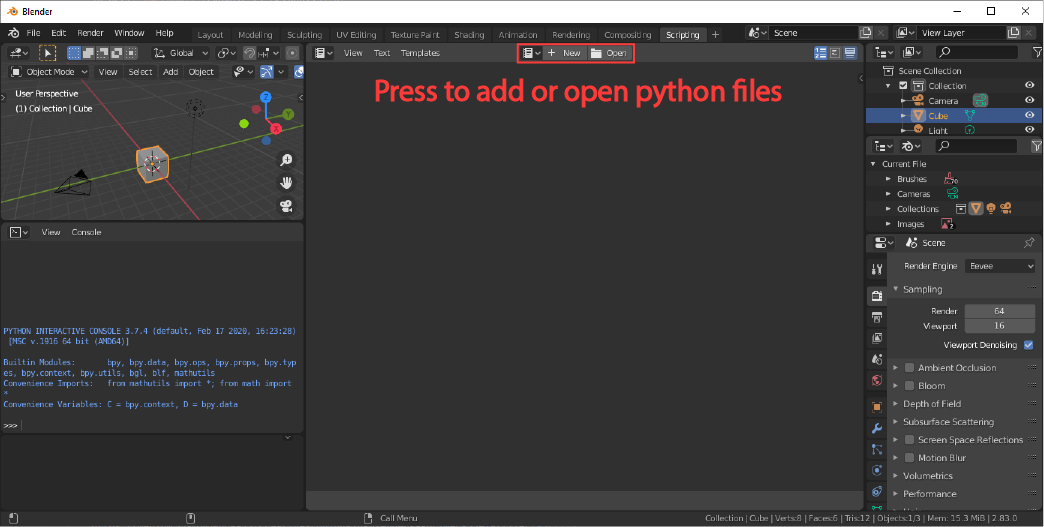 Blender
File Edit Render Window Help
Layout Modeling Sculpting UV Editing Texture Paint Shading Animation Rendering Compositing Scripting +
Scene
View Layer
Global
Object Mode View Select Add Object
View Text Templates
+ New Open
Press to add or open python files
User Perspective
(1) Collection | Cube
Z
Y
X
View Console
PYTHON INTERACTIVE CONSOLE 3.7.4 (default, Feb 17 2020, 16:23:28)
[MSC v.1916 64 bit (AMD64)]
Builtin Modules: bpy, bpy.data, bpy.ops, bpy.props, bpy.typ
es, bpy.context, bpy.utils, bgl, blf, mathutils
Convenience Imports: from mathutils import *; from math import
*
Convenience Variables: C = bpy.context, D = bpy.data
>>>
Scene Collection
Collection
Camera
Cube
Light
Current File
Brushes 70
Cameras
Collections
Images 2
Scene
Render Engine Eevee
Sampling
Render 64
Viewport 16
Viewport Denoising
Ambient Occlusion
Bloom
Depth of Field
Subsurface Scattering
Screen Space Reflections
Motion Blur
Volumetrics
Performance
Call Menu
Collection | Cube | Verts:8 | Faces:6 | Tris:12 | Objects:1/3 | Mem: 15.3 MiB | 2.83.0